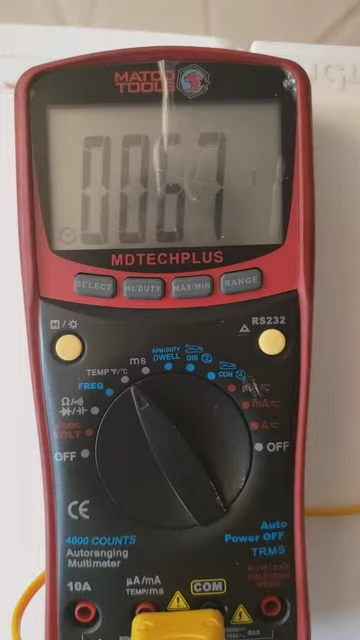 MATCO
TOOLS
0067
MDTECHPLUS
SELECT Hz/DUTY MAX/MIN RANGE
H/☼ △ RS232
ms RPM/DUTY DWELL DIS CON
TEMP °F/°C
FREQ
mA
Ω
A
VOLT
OFF OFF
CE
4000 COUNTS
Autoranging
Multimeter
Auto
Power OFF
TRMS
10A µA/mA COM
TEMP/ms